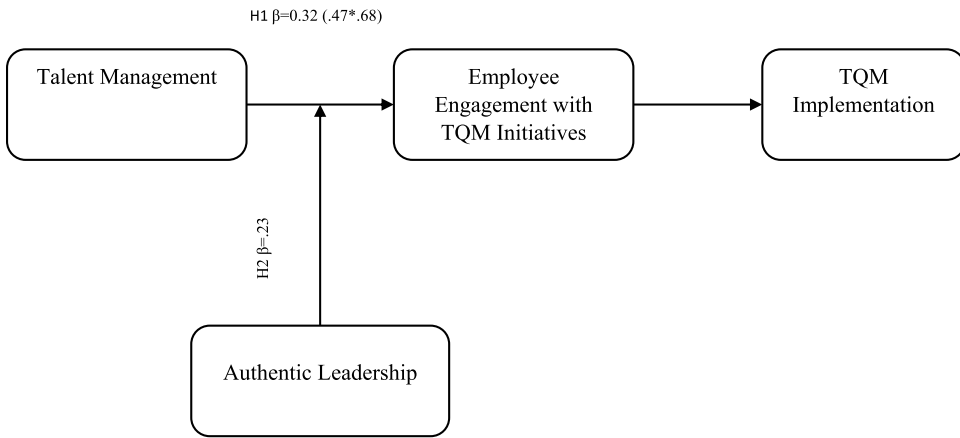 H1 β=0.32 (.47*.68)
Talent Management
Employee
Engagement with
TQM Initiatives
TQM
Implementation
H2 β=.23
Authentic Leadership